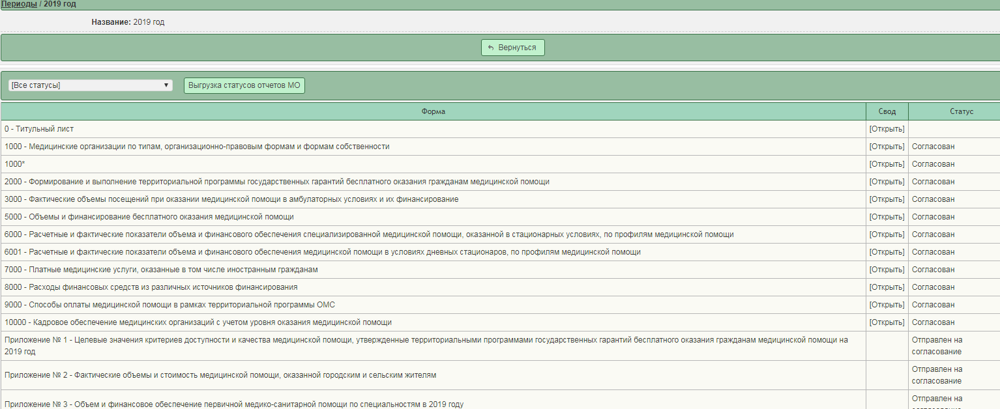 Периоды / 2019 год
Название: 2019 год
Вернуться
[Все статусы]
Выгрузка статусов отчетов МО
Форма Свод Статус
0 - Титульный лист [Открыть]
1000 - Медицинские организации по типам, организационно-правовым формам и формам собственности [Открыть] Согласован
1000* [Открыть] Согласован
2000 - Формирование и выполнение территориальной программы государственных гарантий бесплатного оказания гражданам медицинской помощи [Открыть] Согласован
3000 - Фактические объемы посещений при оказании медицинской помощи в амбулаторных условиях и их финансирование [Открыть] Согласован
5000 - Объемы и финансирование бесплатного оказания медицинской помощи [Открыть] Согласован
6000 - Расчетные и фактические показатели объема и финансового обеспечения специализированной медицинской помощи, оказанной в стационарных условиях, по профилям медицинской помощи [Открыть] Согласован
6001 - Расчетные и фактические показатели объема и финансового обеспечения медицинской помощи в условиях дневных стационаров, по профилям медицинской помощи [Открыть] Согласован
7000 - Платные медицинские услуги, оказанные в том числе иностранным гражданам [Открыть] Согласован
8000 - Расходы финансовых средств из различных источников финансирования [Открыть] Согласован
9000 - Способы оплаты медицинской помощи в рамках территориальной программы ОМС [Открыть] Согласован
10000 - Кадровое обеспечение медицинских организаций с учетом уровня оказания медицинской помощи [Открыть] Согласован
Приложение № 1 - Целевые значения критериев доступности и качества медицинской помощи, утвержденные территориальными программами государственных гарантий бесплатного оказания гражданам медицинской помощи на
2019 год
Отправлен на
согласование
Приложение № 2 - Фактические объемы и стоимость медицинской помощи, оказанной городским и сельским жителям
Отправлен на
согласование
Приложение № 3 - Объем и финансовое обеспечение первичной медико-санитарной помощи по специальностям в 2019 году
Отправлен на